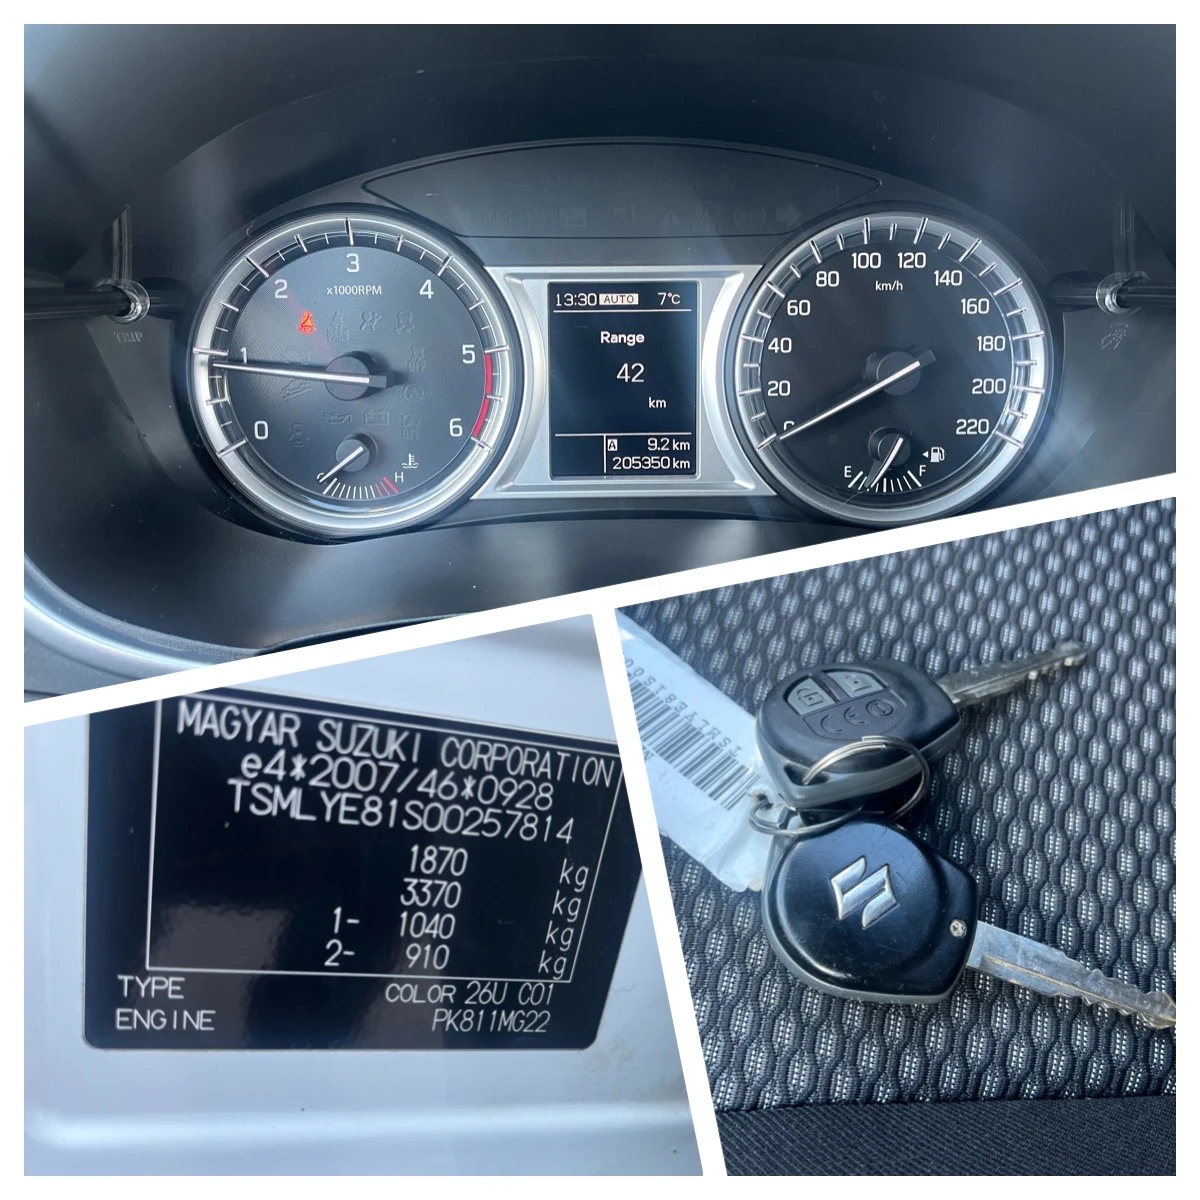 3
2
4
x1000RPM
1
5
0
6
H
13:30 AUTO 7°C
Range
42
km
A 9.2 km
205350 km
100 120
80 140
km/h
60 160
40 180
20 200
220
E F
MAGYAR SUZUKI CORPORATION
e4*2007/46*0928
TSMLYE81S00257814
1870 kg
3370 kg
1- 1040 kg
2- 910 kg
TYPE COLOR 26U C01
ENGINE PK811MG22
TSMLYE81S00